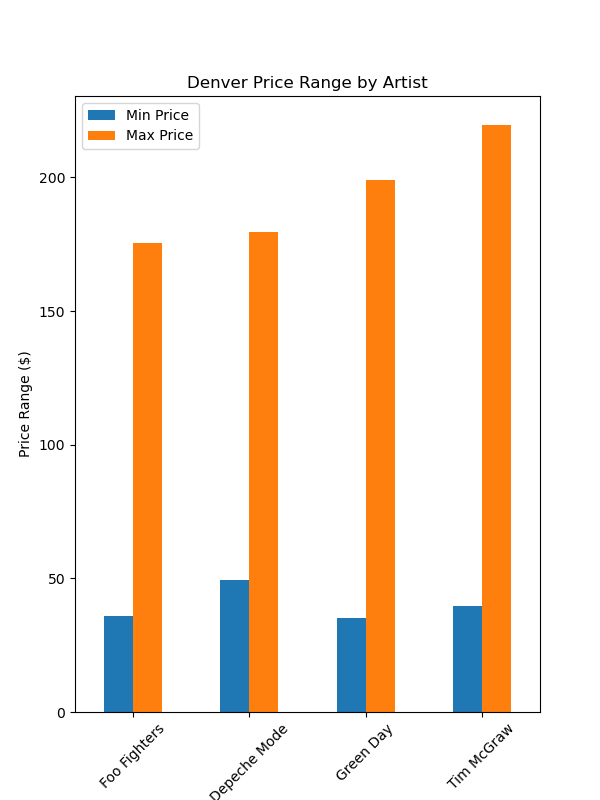 Denver Price Range by Artist
Min Price
Max Price
Price Range ($)
200
150
100
50
0
Foo Fighters
Depeche Mode
Green Day
Tim McGraw